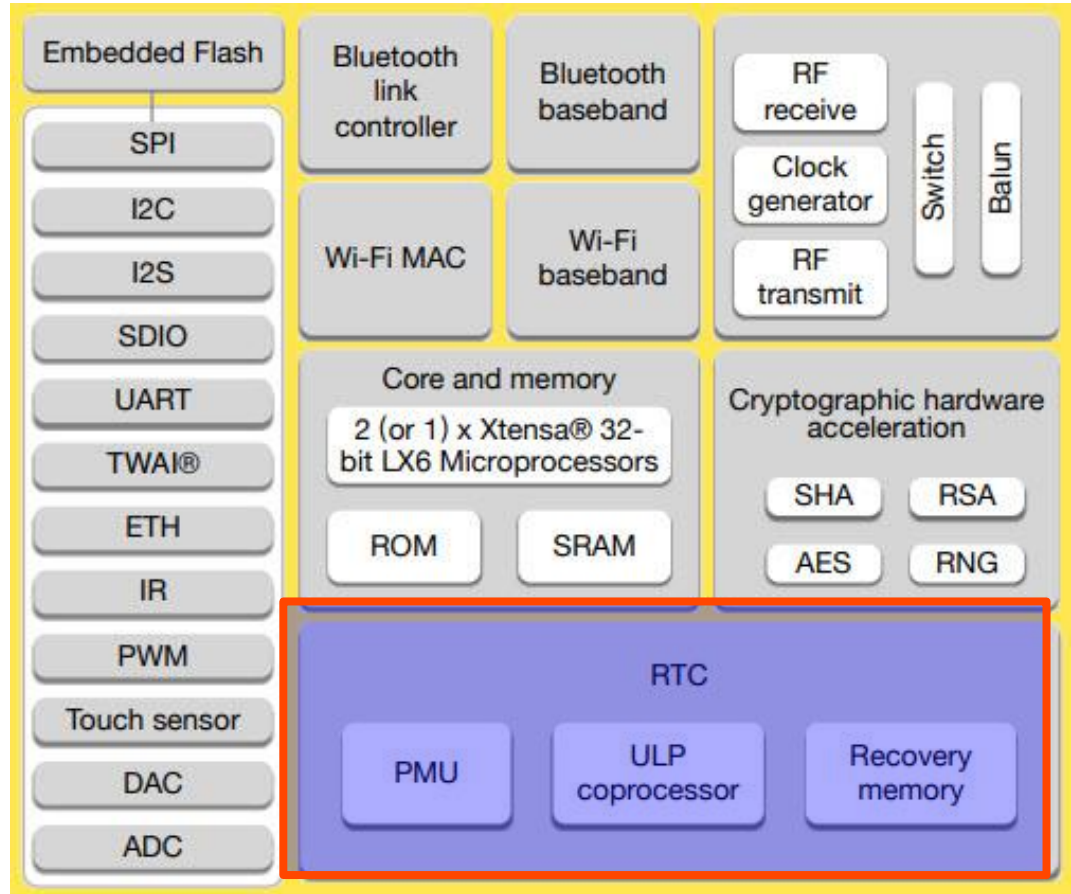 Embedded Flash
SPI
I2C
I2S
SDIO
UART
TWAI®
ETH
IR
PWM
Touch sensor
DAC
ADC
Bluetooth
link
controller
Bluetooth
baseband
Wi-Fi MAC
Wi-Fi
baseband
RF
receive
Clock
generator
RF
transmit
Switch
Balun
Core and memory
2 (or 1) x Xtensa® 32-
bit LX6 Microprocessors
ROM
SRAM
Cryptographic hardware
acceleration
SHA
RSA
AES
RNG
RTC
PMU
ULP
coprocessor
Recovery
memory